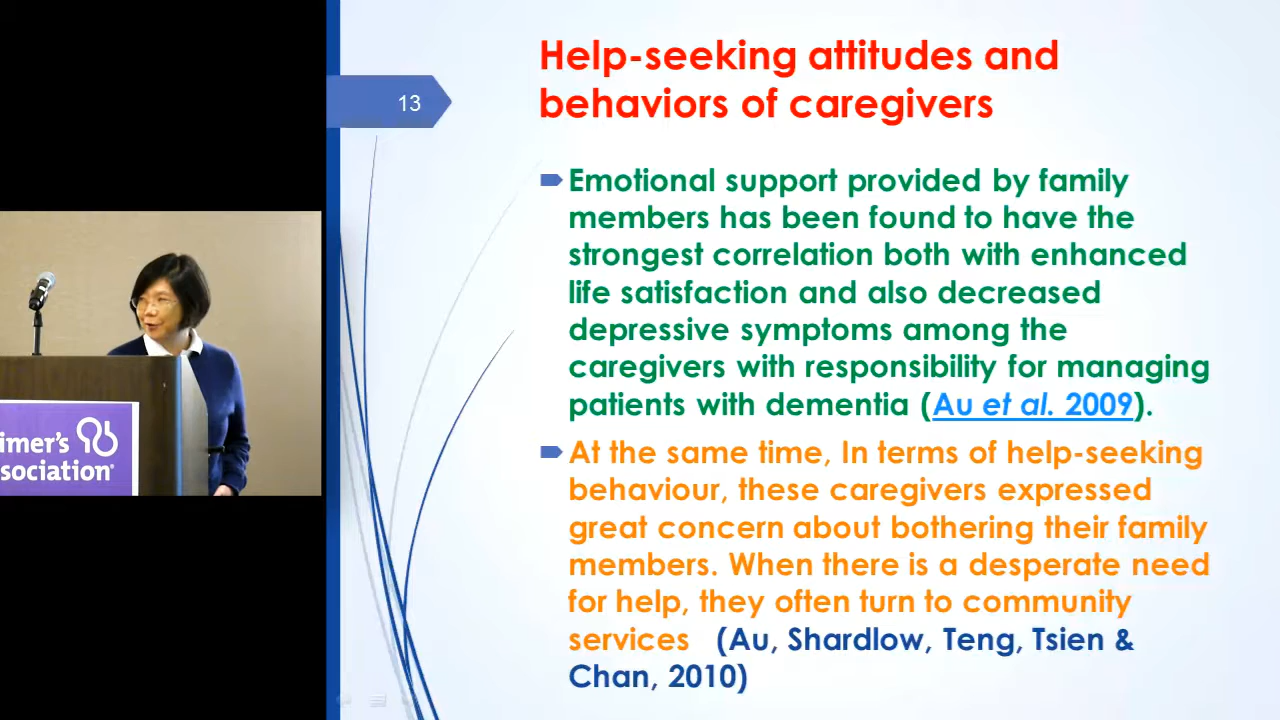 13
Help-seeking attitudes and
behaviors of caregivers
Emotional support provided by family
members has been found to have the
strongest correlation both with enhanced
life satisfaction and also decreased
depressive symptoms among the
caregivers with responsibility for managing
patients with dementia (Au et al. 2009).
At the same time, In terms of help-seeking
behaviour, these caregivers expressed
great concern about bothering their family
members. When there is a desperate need
for help, they often turn to community
services (Au, Shardlow, Teng, Tsien &
Chan, 2010)
imer's
sociation®